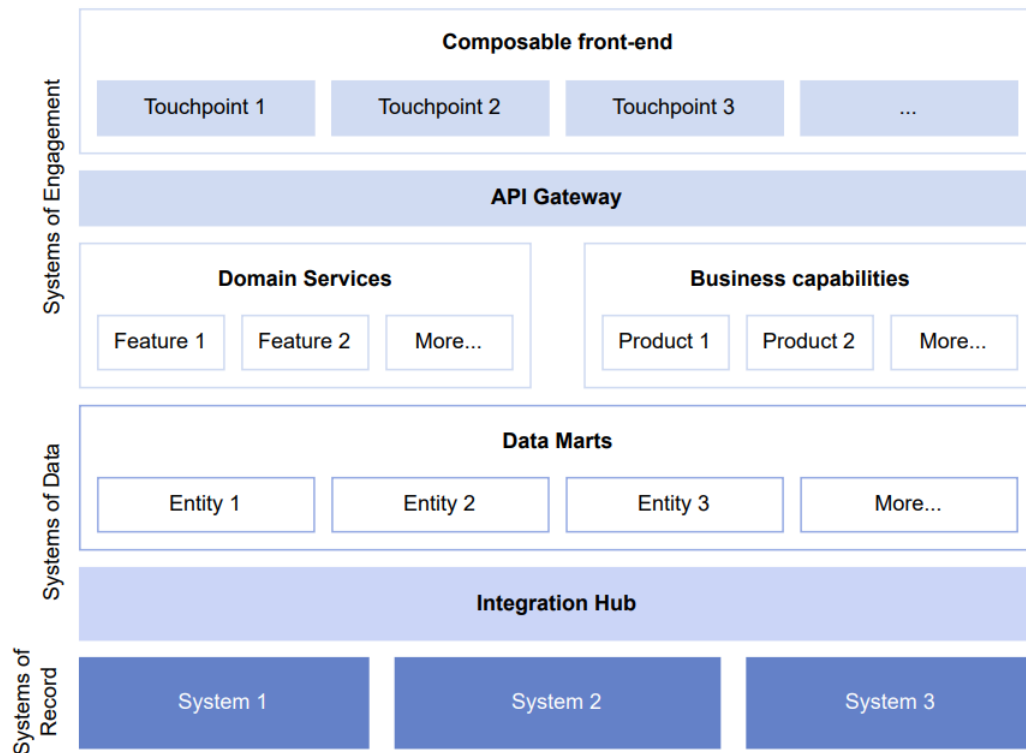 Composable front-end
Touchpoint 1
Touchpoint 2
Touchpoint 3
...
Systems of Engagement
API Gateway
Domain Services
Feature 1
Feature 2
More...
Business capabilities
Product 1
Product 2
More...
Systems of Data
Data Marts
Entity 1
Entity 2
Entity 3
More...
Integration Hub
Systems of
Record
System 1
System 2
System 3